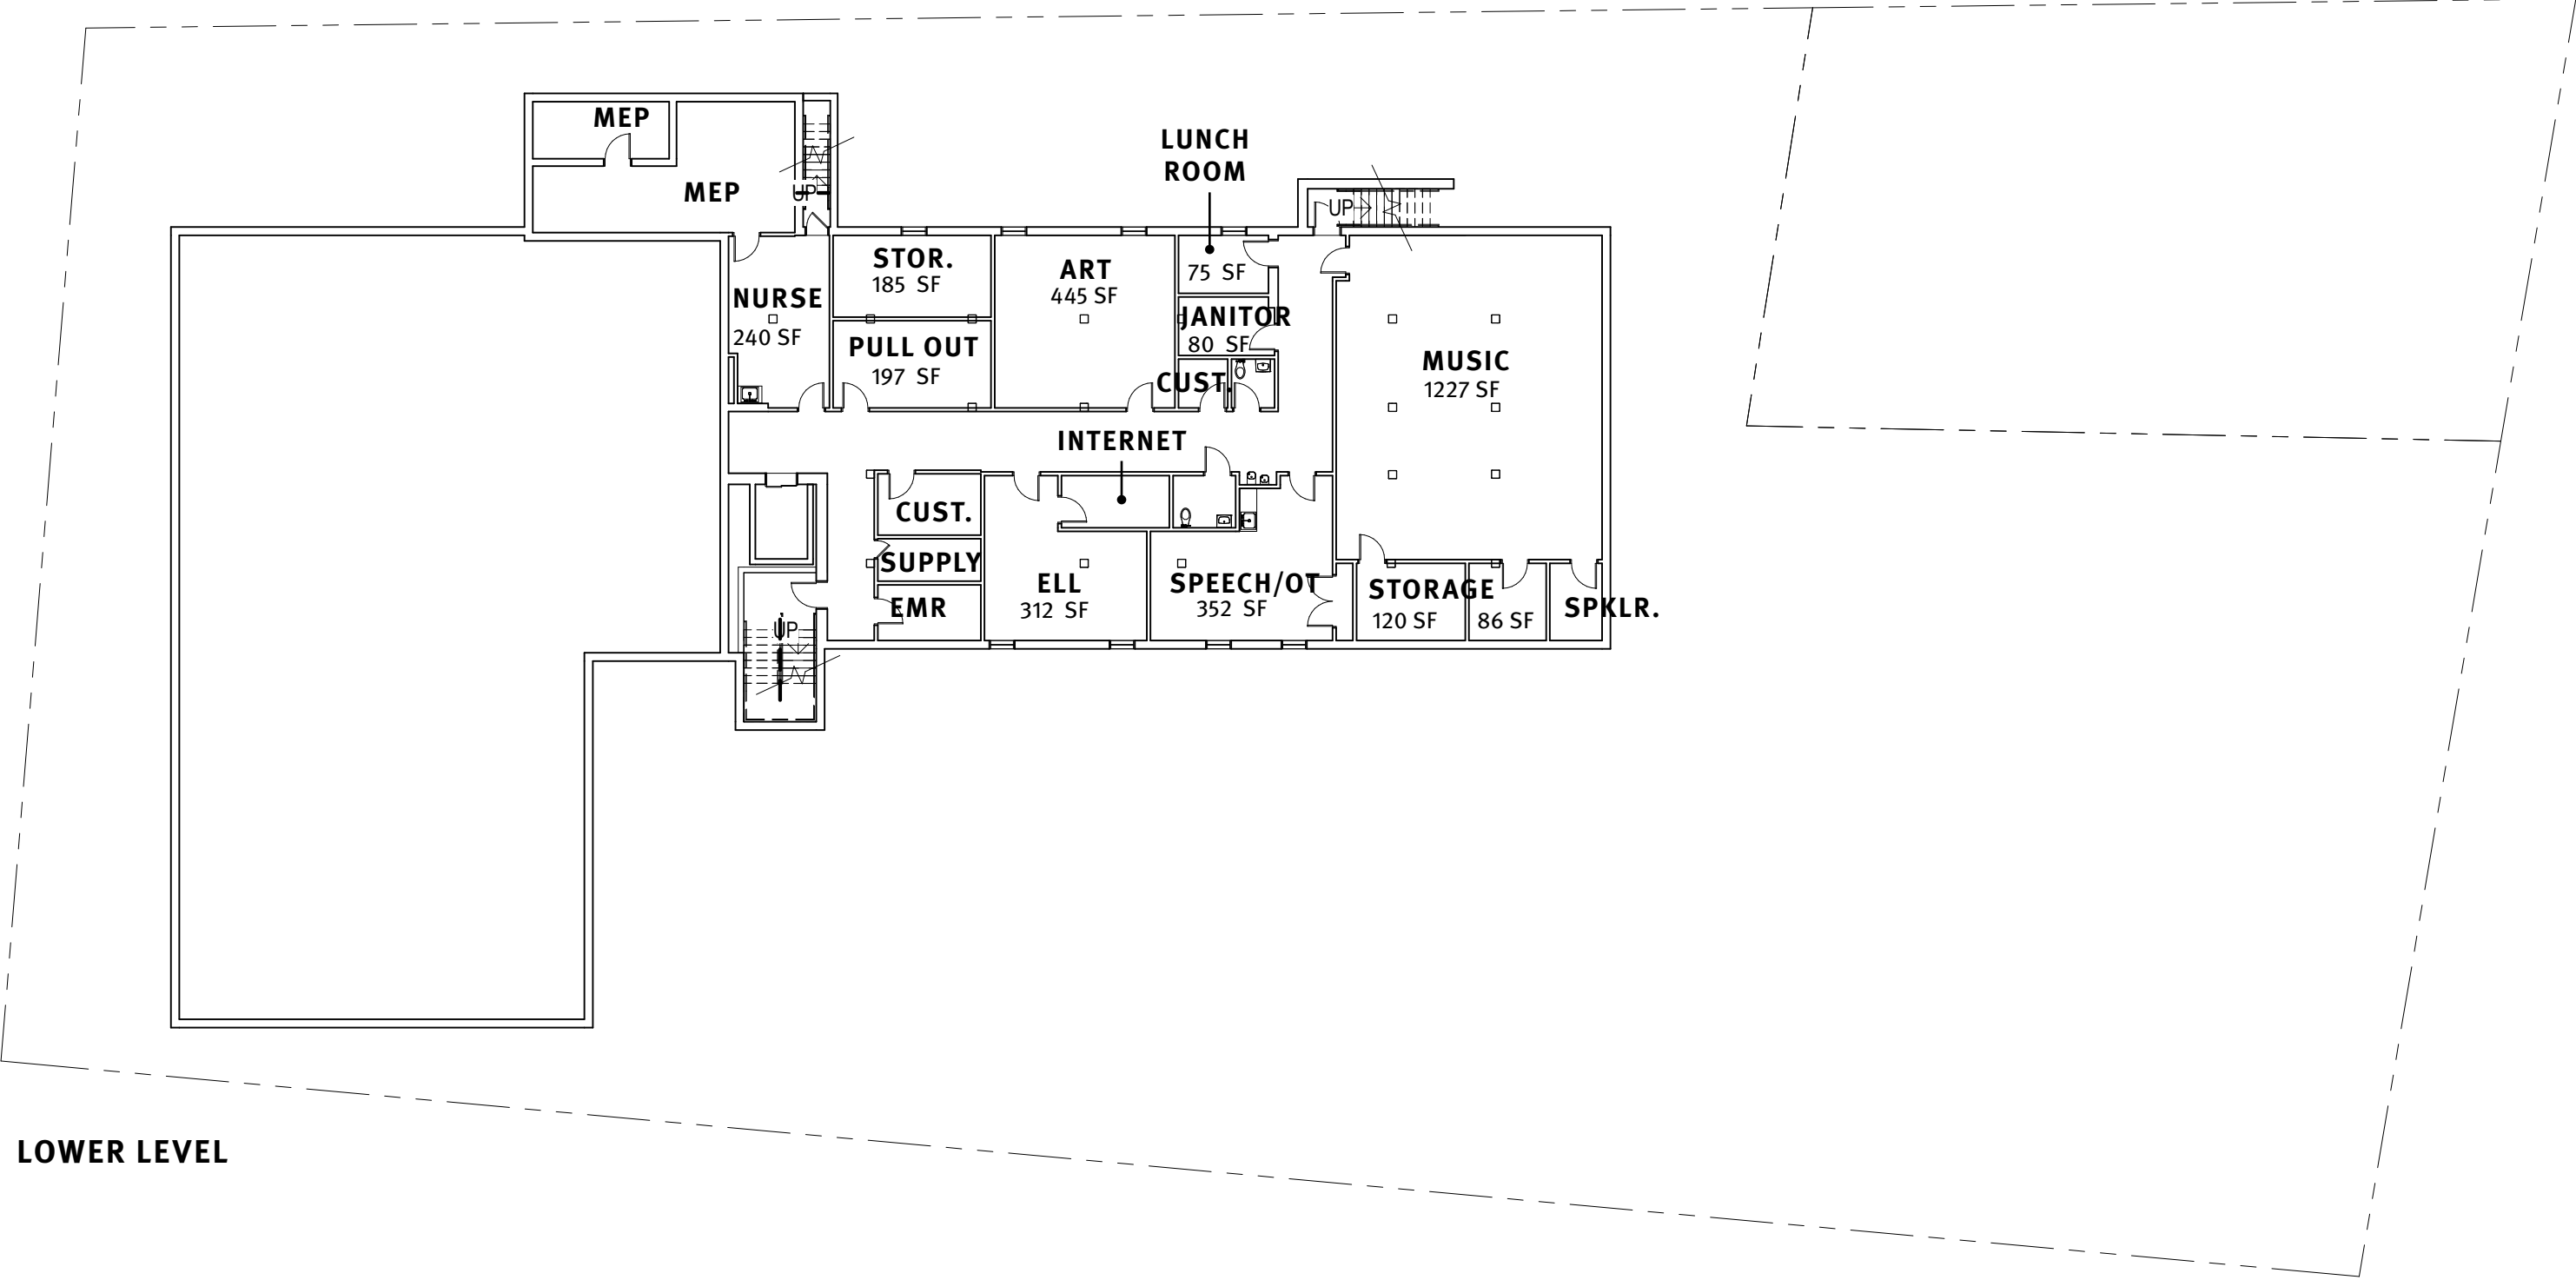 MEP
MEP
UP
LUNCH
ROOM
UP
STOR.
185 SF
ART
445 SF
75 SF
NURSE
240 SF
JANITOR
80 SF
PULL OUT
197 SF
CUST.
MUSIC
1227 SF
INTERNET
CUST.
SUPPLY
EMR
ELL
312 SF
SPEECH/OT
352 SF
STORAGE
120 SF
86 SF
SPKLR.
UP
LOWER LEVEL